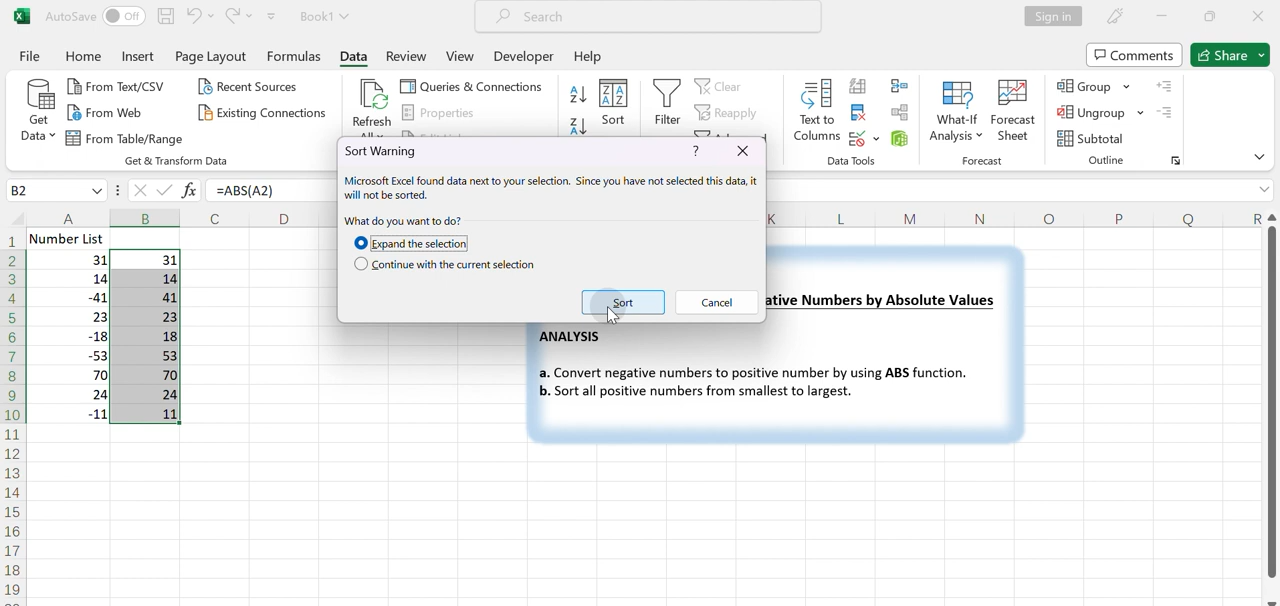 AutoSave Off Book1 Search Sign in
File Home Insert Page Layout Formulas Data Review View Developer Help Comments Share
Get Data
From Text/CSV
From Web
From Table/Range
Recent Sources
Existing Connections
Get & Transform Data
Refresh
Queries & Connections
Properties
Sort
Filter
Clear
Reapply
Text to Columns
Data Tools
What-If Analysis
Forecast Sheet
Forecast
Group
Ungroup
Subtotal
Outline
B2 fx =ABS(A2)
Sort Warning ?
Microsoft Excel found data next to your selection. Since you have not selected this data, it
will not be sorted.
What do you want to do?
Expand the selection
Continue with the current selection
Sort Cancel
A B C D K L M N O P Q R
1 Number List
2 31 31
3 14 14
4 -41 41
5 23 23
6 -18 18
7 -53 53
8 70 70
9 24 24
10 -11 11
11
12
13
14
15
16
17
18
19
ative Numbers by Absolute Values
ANALYSIS
a. Convert negative numbers to positive number by using ABS function.
b. Sort all positive numbers from smallest to largest.